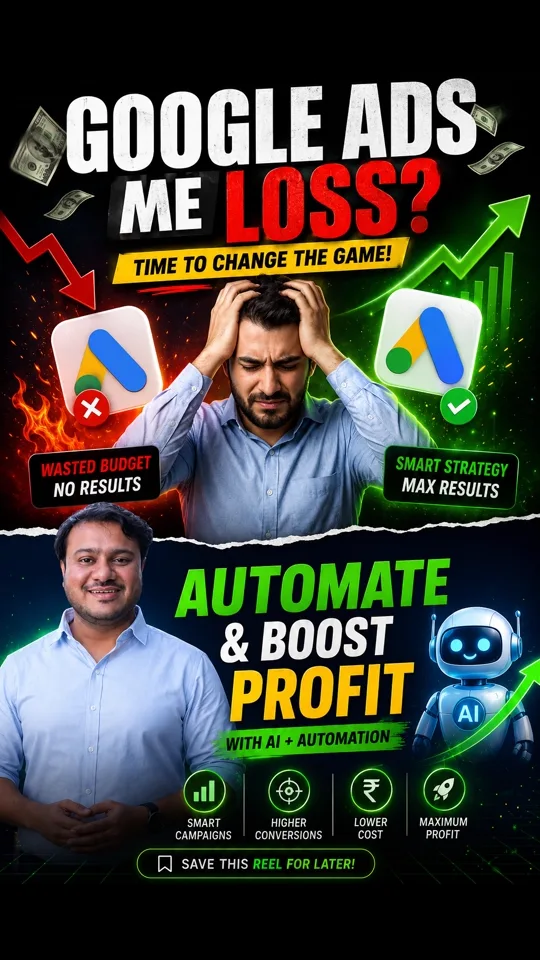 GOOGLE ADS
ME LOSS?
TIME TO CHANGE THE GAME!
WASTED BUDGET
NO RESULTS
SMART STRATEGY
MAX RESULTS
AUTOMATE
& BOOST
PROFIT
WITH AI + AUTOMATION
AI
SMART
CAMPAIGNS
HIGHER
CONVERSIONS
₹
LOWER
COST
MAXIMUM
PROFIT
SAVE THIS REEL FOR LATER!